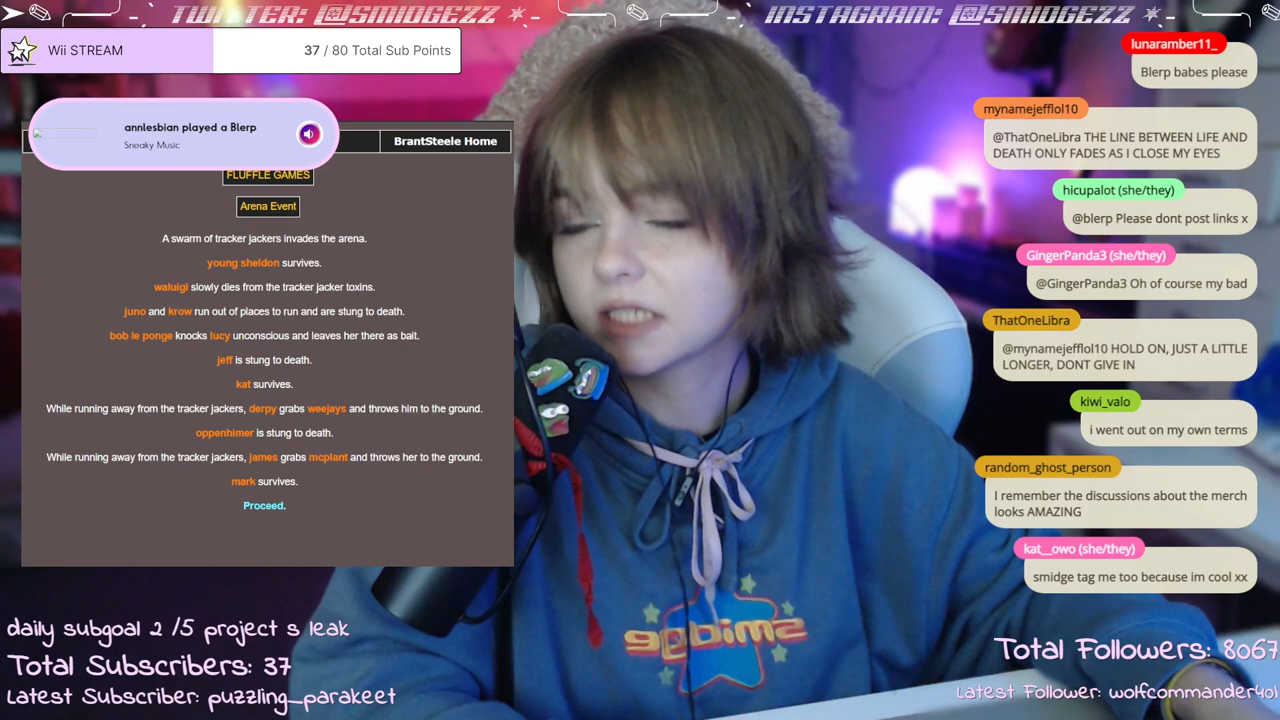 TWITTER: @SMIDGEZZ
INSTAGRAM: @SMIDGEZZ
Wii STREAM
37 / 80 Total Sub Points
annlesbian played a Blerp
Sneaky Music
BrantSteele Home
FLUFFLE GAMES
Arena Event
A swarm of tracker jackers invades the arena.
young sheldon survives.
waluigi slowly dies from the tracker jacker toxins.
juno and krow run out of places to run and are stung to death.
bob le ponge knocks lucy unconscious and leaves her there as bait.
jeff is stung to death.
kat survives.
While running away from the tracker jackers, derpy grabs weejays and throws him to the ground.
oppenhimer is stung to death.
While running away from the tracker jackers, james grabs mcplant and throws her to the ground.
mark survives.
Proceed.
lunaramber11_
Blerp babes please
mynamejefflol10
@ThatOneLibra THE LINE BETWEEN LIFE AND
DEATH ONLY FADES AS I CLOSE MY EYES
hicupalot (she/they)
@blerp Please dont post links x
GingerPanda3 (she/they)
@GingerPanda3 Oh of course my bad
ThatOneLibra
@mynamejefflol10 HOLD ON, JUST A LITTLE
LONGER, DONT GIVE IN
kiwi_valo
i went out on my own terms
random_ghost_person
I remember the discussions about the merch
looks AMAZING
kat__owo (she/they)
smidge tag me too because im cool xx
smidge
daily subgoal 2 /5 project s leak
Total Subscribers: 37
Latest Subscriber: puzzling_parakeet
Total Followers: 8067
Latest Follower: wolfcommander401